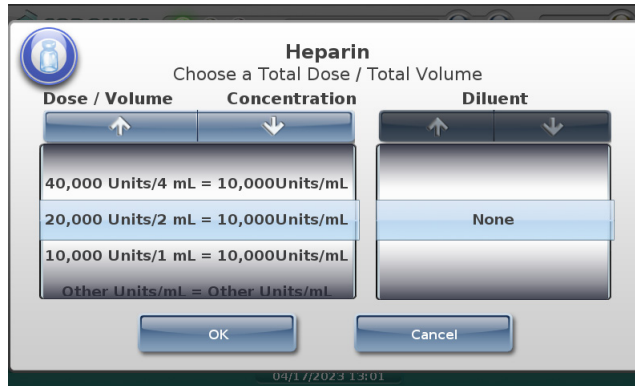 Heparin
Choose a Total Dose / Total Volume
Dose / Volume Concentration Diluent
40,000 Units/4 mL = 10,000Units/mL
20,000 Units/2 mL = 10,000Units/mL None
10,000 Units/1 mL = 10,000Units/mL
Other Units/mL = Other Units/mL
OK Cancel
04/17/2023 13:01